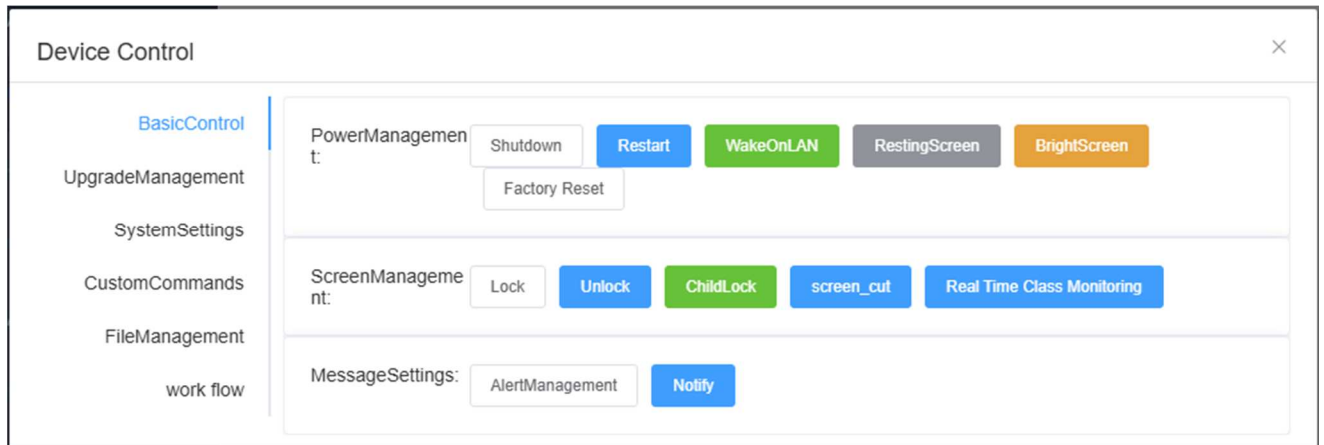 Device Control
BasicControl
UpgradeManagement
SystemSettings
CustomCommands
FileManagement
work flow
PowerManagemen
t:
Shutdown Restart WakeOnLAN RestingScreen BrightScreen
Factory Reset
ScreenManageme
nt:
Lock Unlock ChildLock screen_cut Real Time Class Monitoring
MessageSettings:
AlertManagement Notify